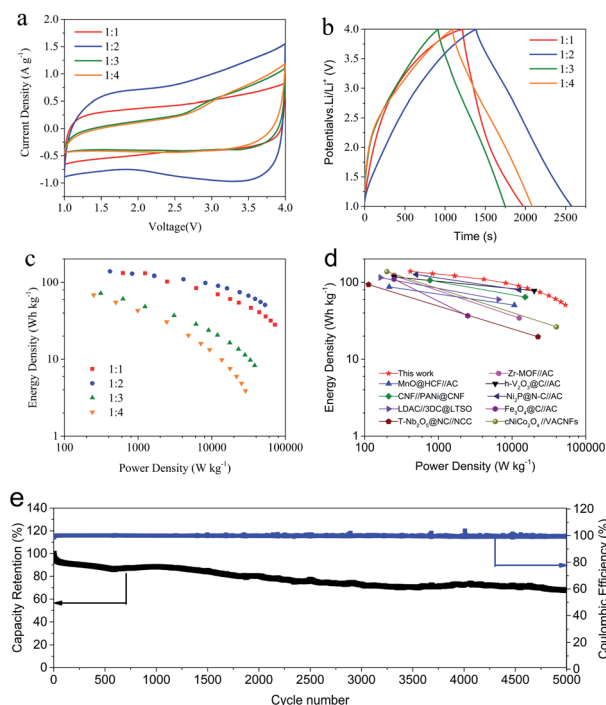 a
2.0
1.5
1.0
0.5
0.0
-0.5
-1.0
1.0 1.5 2.0 2.5 3.0 3.5 4.0
Current Density (A g⁻¹)
Voltage(V)
1:1
1:2
1:3
1:4
b
4.0
3.5
3.0
2.5
2.0
1.5
1.0
0 500 1000 1500 2000 2500
Potentialvs.Li/Li⁺ (V)
Time (s)
1:1
1:2
1:3
1:4
c
100
10
1
100 1000 10000 100000
Energy Density (Wh kg⁻¹)
Power Density (W kg⁻¹)
1:1
1:2
1:3
1:4
d
100
10
1
100 1000 10000 100000
Energy Density (Wh kg⁻¹)
Power Density (W kg⁻¹)
This work
MnO@HCF//AC
CNF//PANi@CNF
LDAC//3DC@LTSO
T-Nb₂O₅@NC//NCC
Zr-MOF//AC
h-V₂O₃@C//AC
Ni₂P@N-C//AC
Fe₃O₄@C//AC
cNiCo₂O₄//VACNFs
e
140
120
100
80
60
40
20
0
0 500 1000 1500 2000 2500 3000 3500 4000 4500 5000
120
100
80
60
40
20
0
Capacity Retention (%)
Coulombic Efficiency (%)
Cycle number